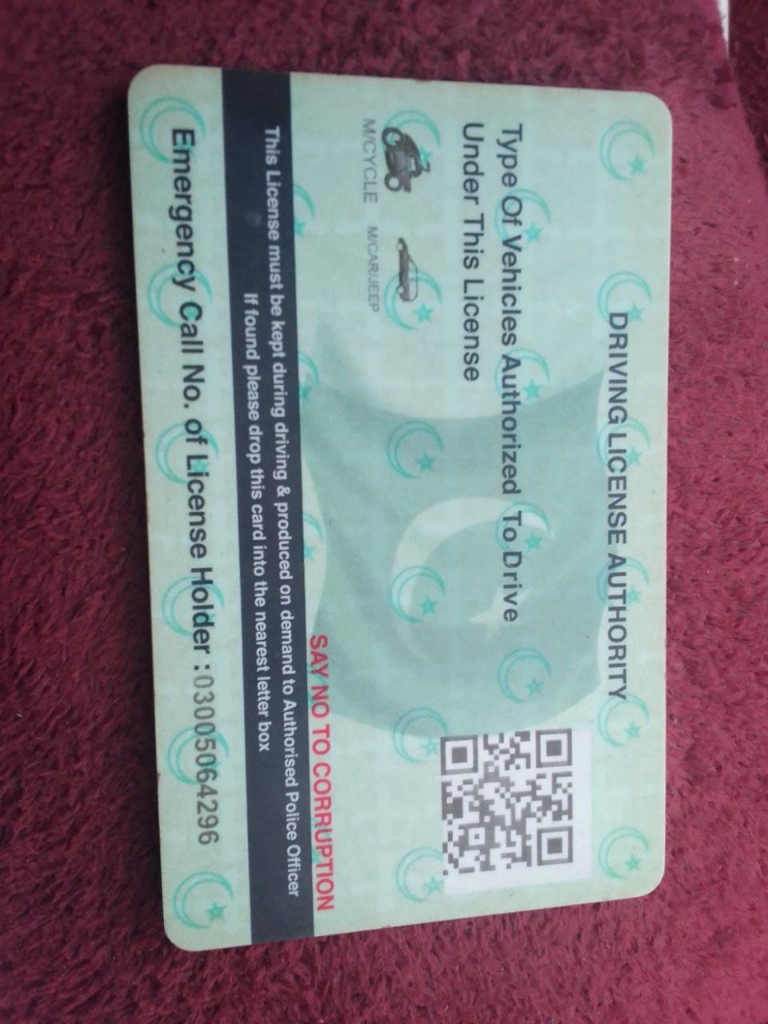 DRIVING LICENSE AUTHORITY
Type Of Vehicles Authorized To Drive
Under This License
M/CYCLE M/CAR/JEEP
SAY NO TO CORRUPTION
This License must be kept during driving & produced on demand to Authorised Police Officer
If found please drop this card into the nearest letter box
Emergency Call No. of License Holder : 03005064296